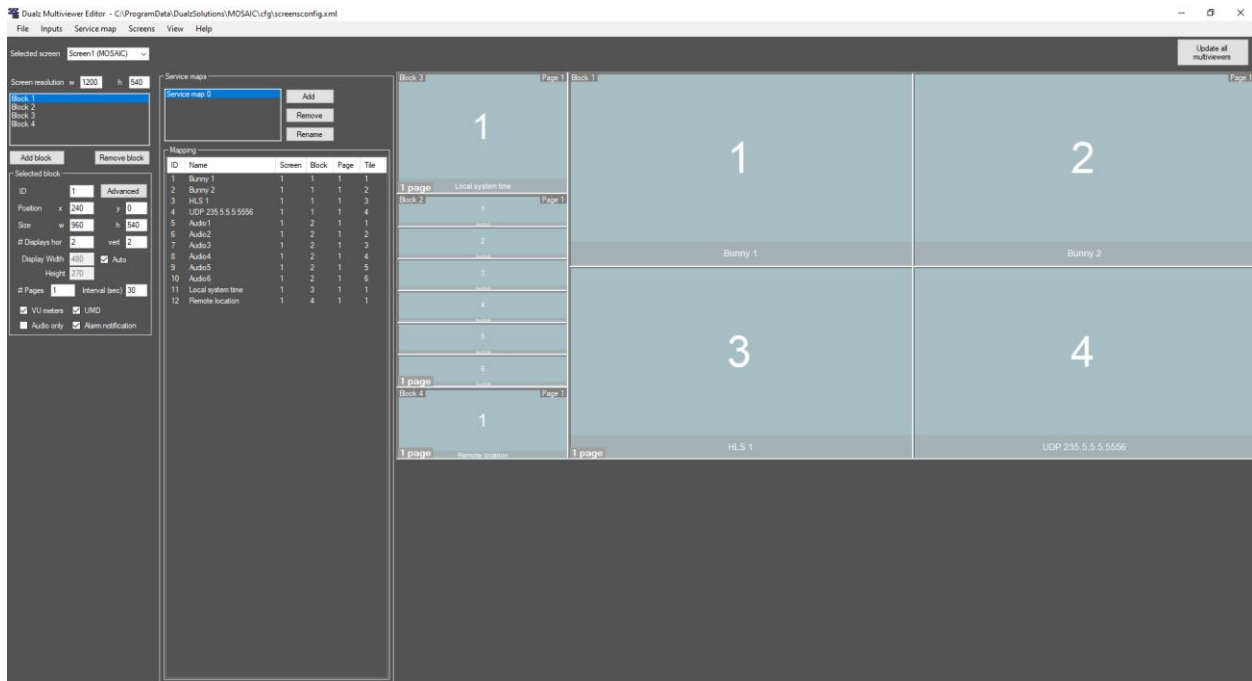 Dualz Multiviewer Editor - C:\ProgramData\DualzSolutions\MOSAIC\cfg\screensconfig.xml
File Inputs Service map Screens View Help
Selected screen Screen1 (MOSAIC)
Update all
multiviewers
Screen resolution w 1200 h 540
Block 1
Block 2
Block 3
Block 4
Add block Remove block
Selected block
ID 1 Advanced
Position x 240 y 0
Size w 960 h 540
# Displays hor 2 vert 2
Display Width 480 Auto
Height 270
# Pages 1 Interval (sec) 30
VU meters UMD
Audio only Alarm notification
Service maps
Service map 0
Add
Remove
Rename
Mapping
ID Name Screen Block Page Tile
1 Bunny 1 1 1 1 1
2 Bunny 2 1 1 1 2
3 HLS 1 1 1 1 3
4 UDP 235.5.5.5:5556 1 1 1 4
5 Audio1 1 2 1 1
6 Audio2 1 2 1 2
7 Audio3 1 2 1 3
8 Audio4 1 2 1 4
9 Audio5 1 2 1 5
10 Audio6 1 2 1 6
11 Local system time 1 3 1 1
12 Remote location 1 4 1 1
Block 3 Page 1
1
1 page Local system time
Block 2 Page 1
1
2
3
4
5
6
1 page
Block 4 Page 1
1
1 page Remote location
Block 1 Page 1
1 2
Bunny 1 Bunny 2
3 4
1 page HLS 1 UDP 235.5.5.5:5556